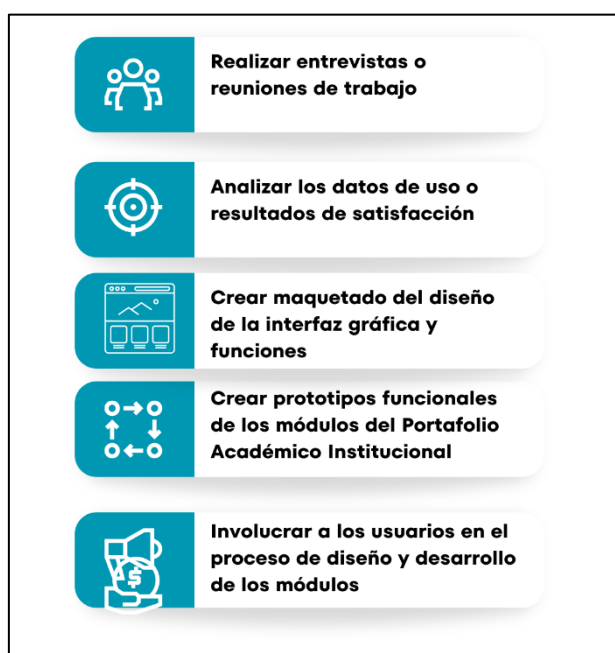 Realizar entrevistas o
reuniones de trabajo
Analizar los datos de uso o
resultados de satisfacción
Crear maquetado del diseño
de la interfaz gráfica y
funciones
Crear prototipos funcionales
de los módulos del Portafolio
Académico Institucional
Involucrar a los usuarios en el
proceso de diseño y desarrollo
de los módulos